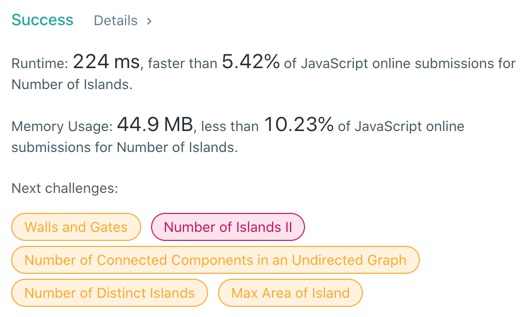 Success Details >
Runtime: 224 ms, faster than 5.42% of JavaScript online submissions for
Number of Islands.
Memory Usage: 44.9 MB, less than 10.23% of JavaScript online
submissions for Number of Islands.
Next challenges:
Walls and Gates Number of Islands II
Number of Connected Components in an Undirected Graph
Number of Distinct Islands Max Area of Island